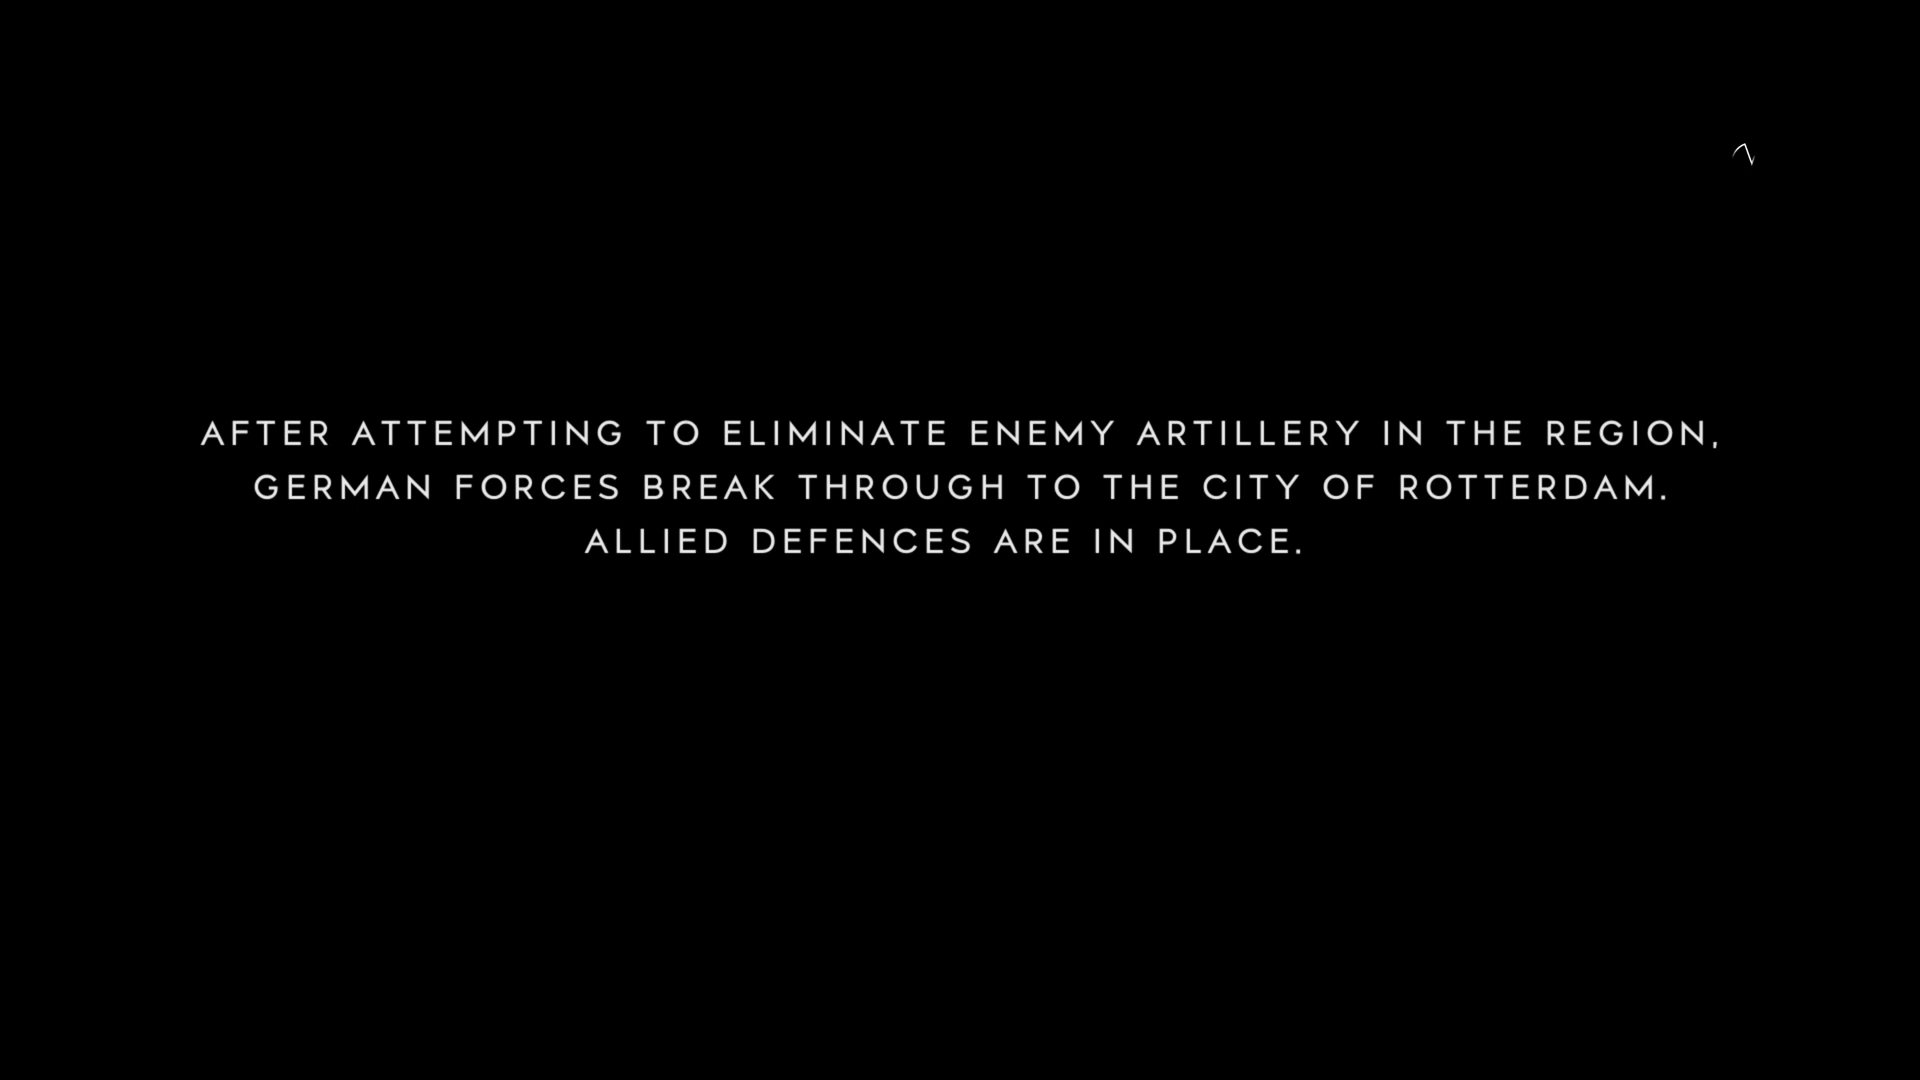 AFTER ATTEMPTING TO ELIMINATE ENEMY ARTILLERY IN THE REGION,
GERMAN FORCES BREAK THROUGH TO THE CITY OF ROTTERDAM.
ALLIED DEFENCES ARE IN PLACE.